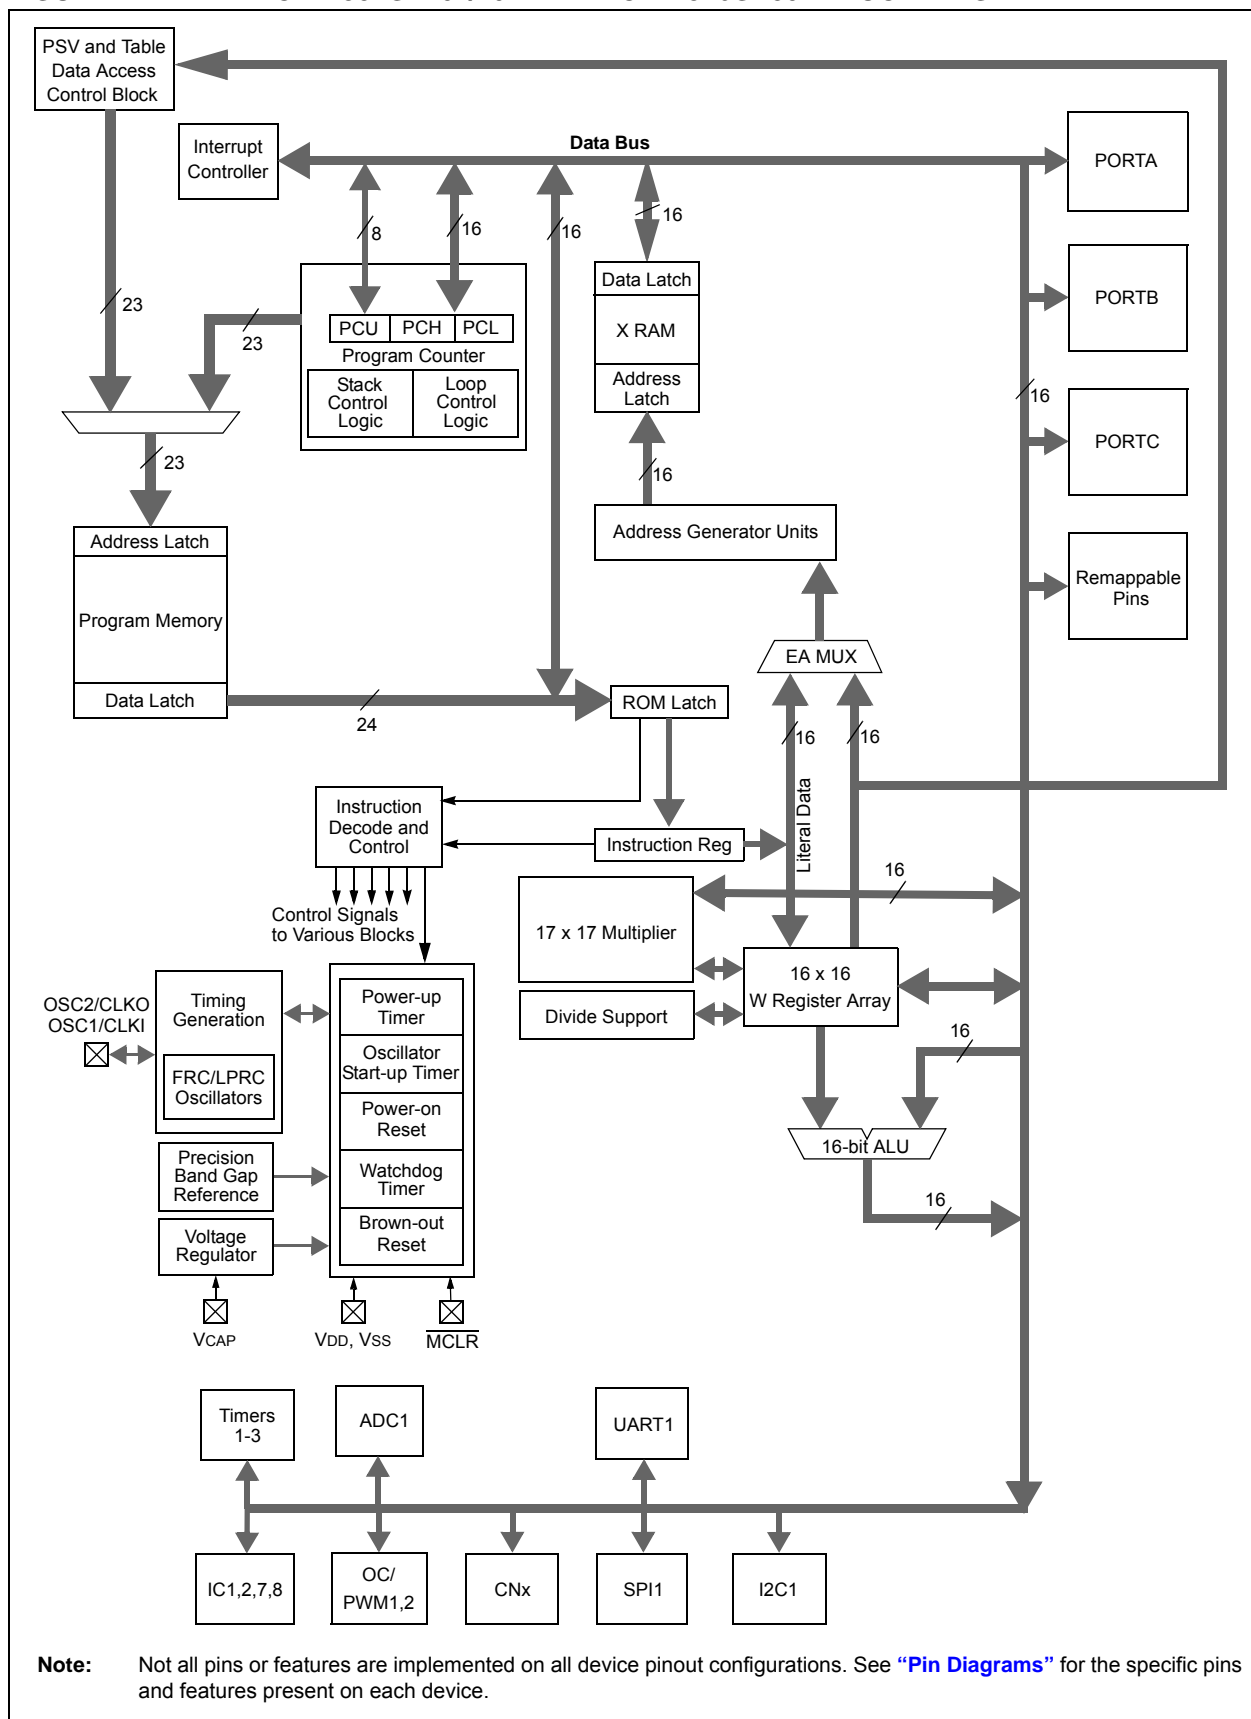 PSV and Table
Data Access
Control Block
Interrupt
Controller
Data Bus
PORTA
8
16
16
16
23
23
PCU
PCH
PCL
Program Counter
Stack
Control
Logic
Loop
Control
Logic
Data Latch
X RAM
Address
Latch
PORTB
16
PORTC
23
16
Address Latch
Program Memory
Data Latch
Address Generator Units
Remappable
Pins
EA MUX
24
ROM Latch
16
16
Literal Data
Instruction
Decode and
Control
Instruction Reg
16
Control Signals
to Various Blocks
17 x 17 Multiplier
16 x 16
W Register Array
Divide Support
OSC2/CLKO
OSC1/CLKI
Timing
Generation
FRC/LPRC
Oscillators
Power-up
Timer
Oscillator
Start-up Timer
Power-on
Reset
Watchdog
Timer
Brown-out
Reset
16
16-bit ALU
16
Precision
Band Gap
Reference
Voltage
Regulator
VCAP
VDD, VSS
MCLR
Timers
1-3
ADC1
UART1
IC1,2,7,8
OC/
PWM1,2
CNx
SPI1
I2C1
Note: Not all pins or features are implemented on all device pinout configurations. See “Pin Diagrams” for the specific pins
and features present on each device.